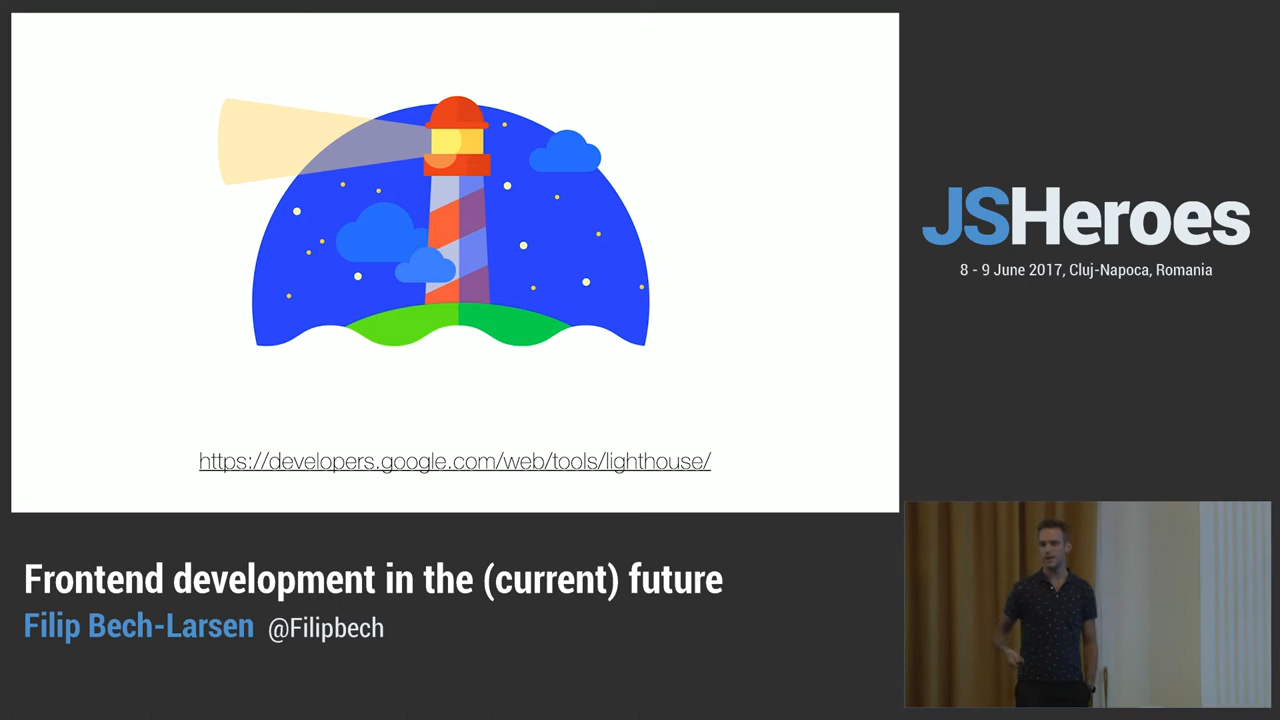 https://developers.google.com/web/tools/lighthouse/
JSHeroes
8 - 9 June 2017, Cluj-Napoca, Romania
Frontend development in the (current) future
Filip Bech-Larsen @Filipbech